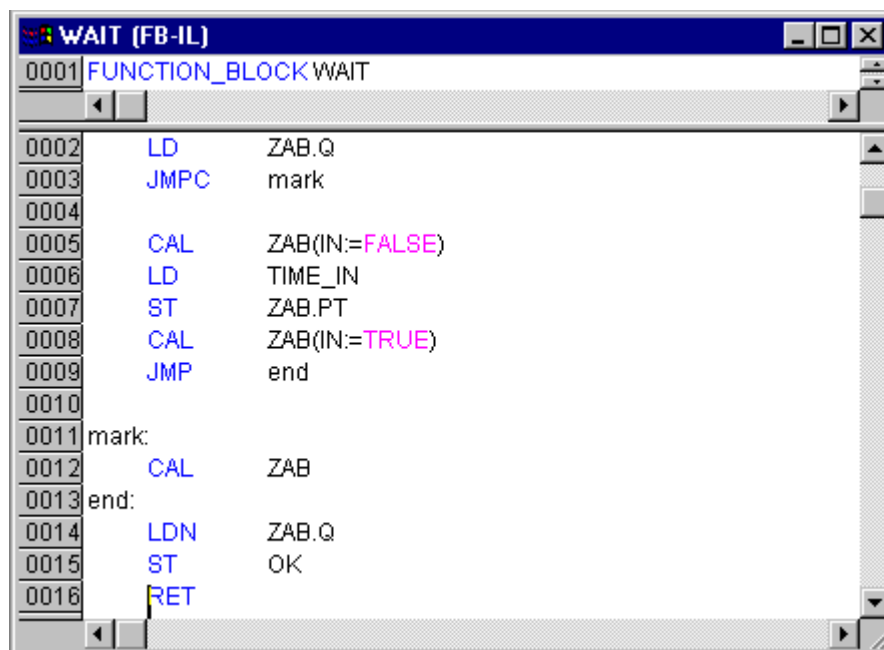 WAIT (FB-IL)
0001 FUNCTION_BLOCK WAIT
0002 LD ZAB.Q
0003 JMPC mark
0004
0005 CAL ZAB(IN:=FALSE)
0006 LD TIME_IN
0007 ST ZAB.PT
0008 CAL ZAB(IN:=TRUE)
0009 JMP end
0010
0011 mark:
0012 CAL ZAB
0013 end:
0014 LDN ZAB.Q
0015 ST OK
0016 RET